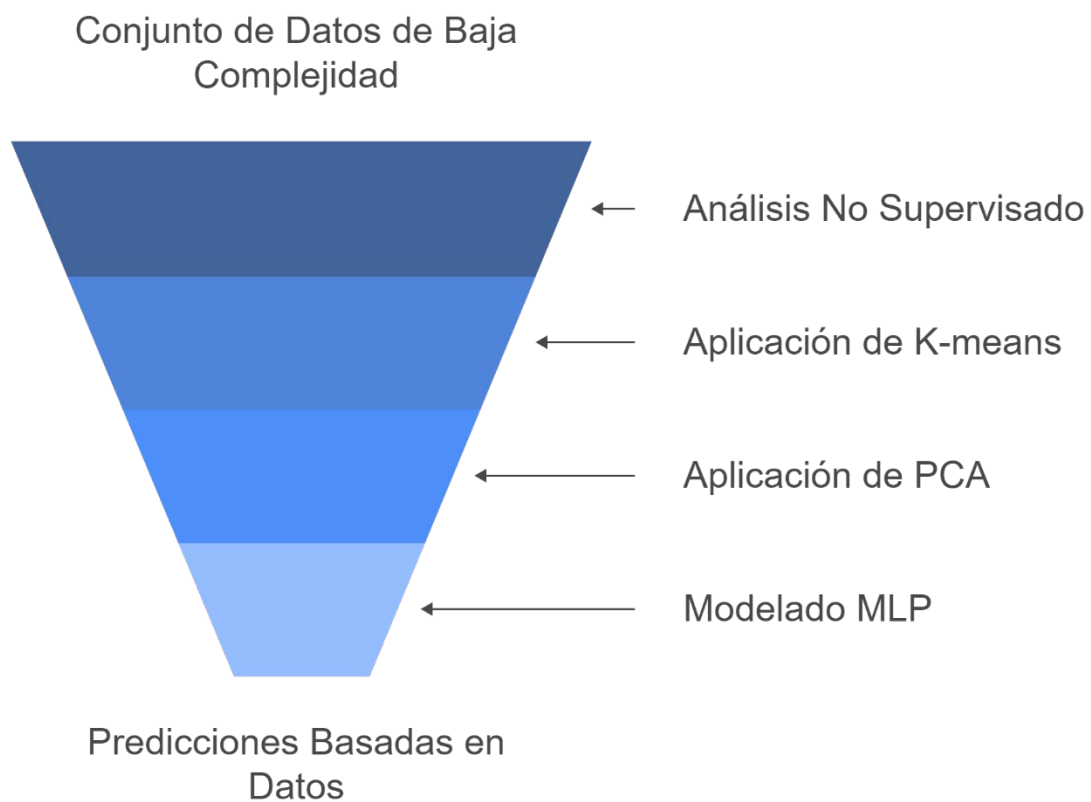 Conjunto de Datos de Baja
Complejidad
Análisis No Supervisado
Aplicación de K-means
Aplicación de PCA
Modelado MLP
Predicciones Basadas en
Datos